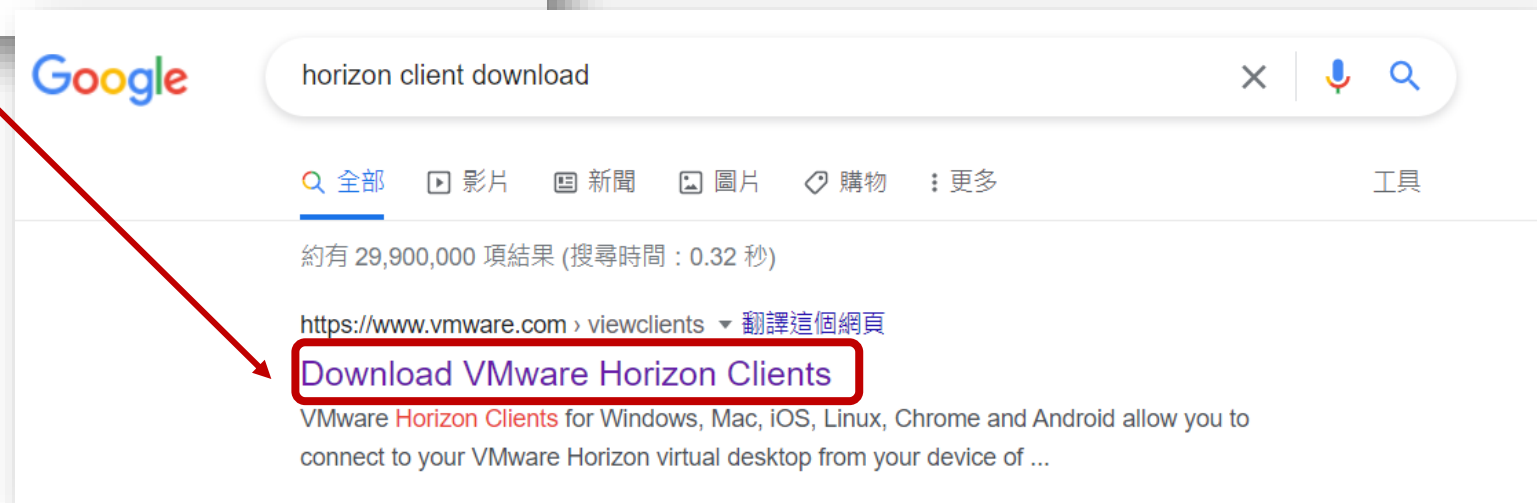 Google
horizon client download
全部 影片 新聞 圖片 購物 更多 工具
約有 29,900,000 項結果 (搜尋時間：0.32 秒)
https://www.vmware.com › viewclients 翻譯這個網頁
Download VMware Horizon Clients
VMware Horizon Clients for Windows, Mac, iOS, Linux, Chrome and Android allow you to
connect to your VMware Horizon virtual desktop from your device of ...